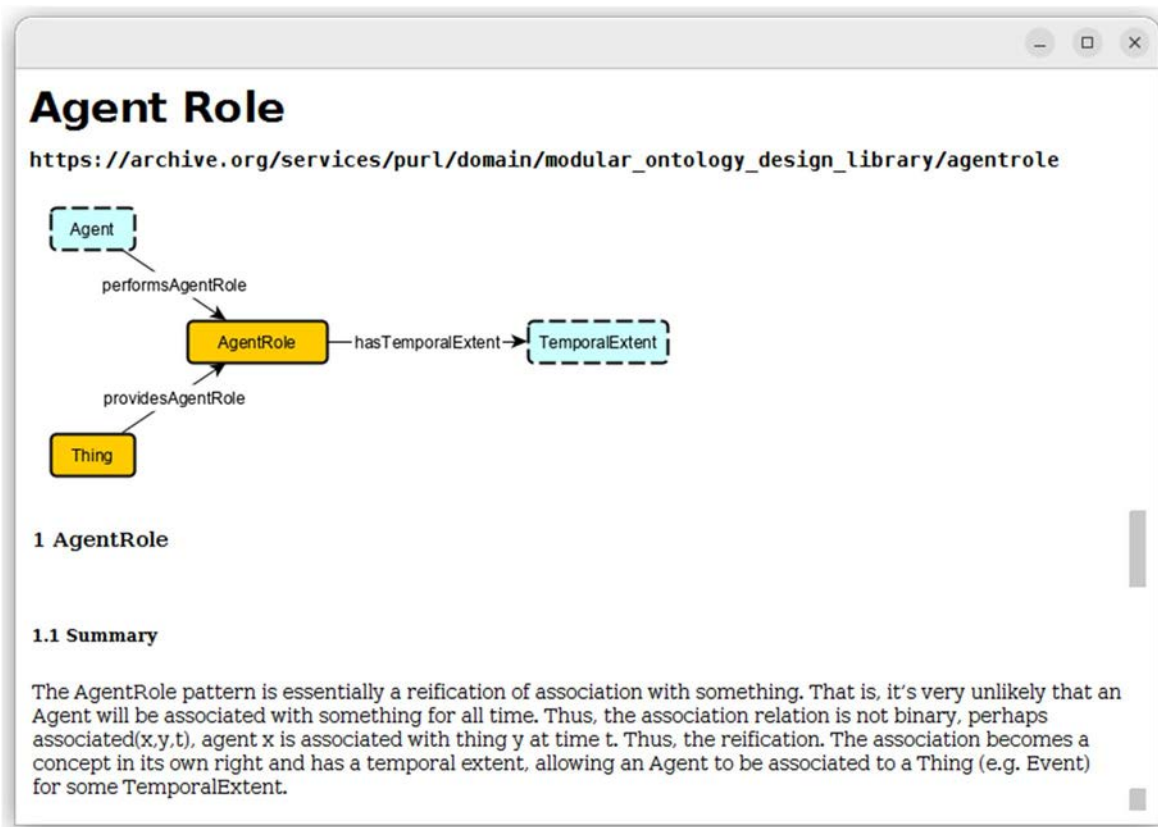 Agent Role
https://archive.org/services/purl/domain/modular_ontology_design_library/agentrole
Agent
performsAgentRole
AgentRole
hasTemporalExtent
TemporalExtent
providesAgentRole
Thing
1 AgentRole
1.1 Summary
The AgentRole pattern is essentially a reification of association with something. That is, it's very unlikely that an
Agent will be associated with something for all time. Thus, the association relation is not binary, perhaps
associated(x,y,t), agent x is associated with thing y at time t. Thus, the reification. The association becomes a
concept in its own right and has a temporal extent, allowing an Agent to be associated to a Thing (e.g. Event)
for some TemporalExtent.